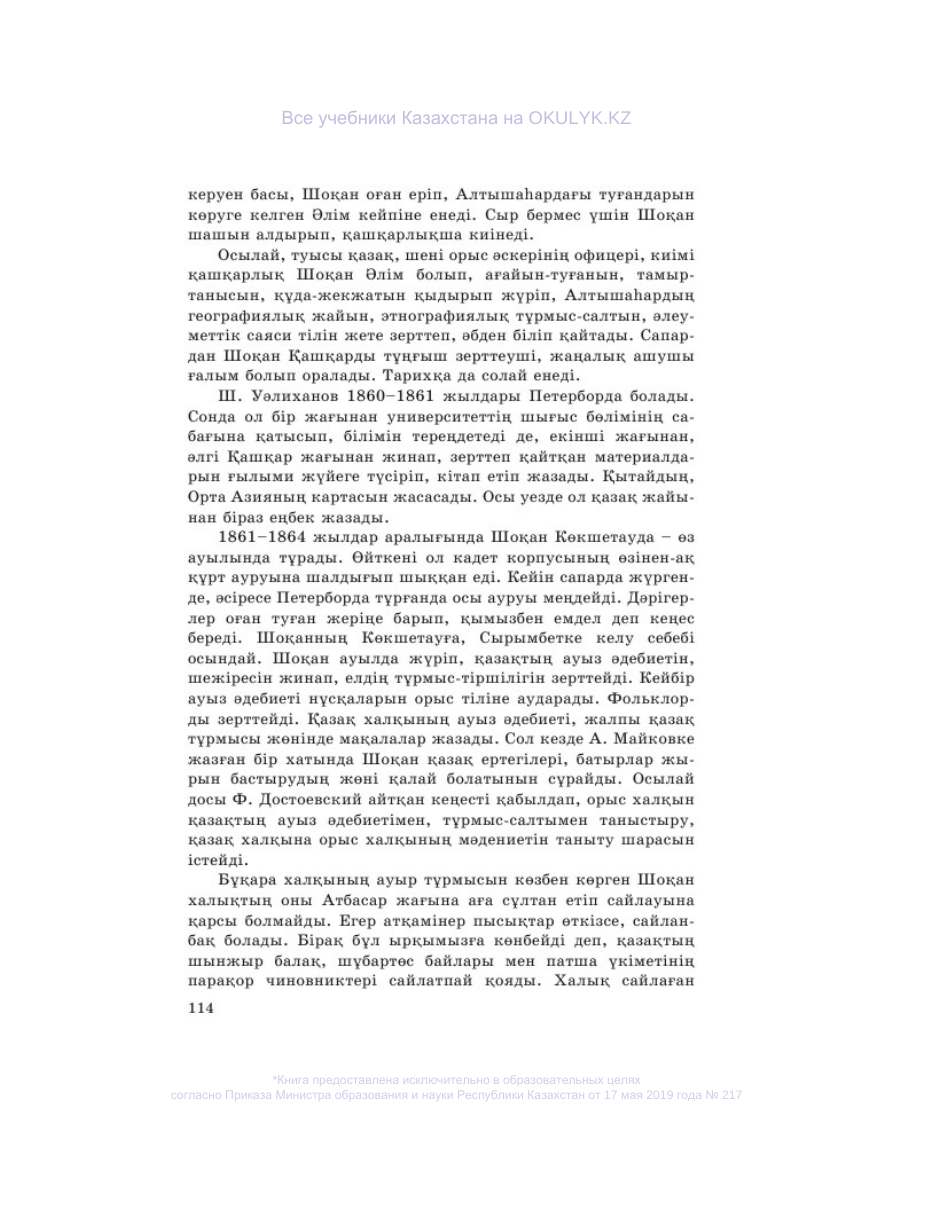 Все учебники Казахстана на OKULYK.KZ
керуен басы, Шоқан оған еріп, Алтышаһардағы туғандарын
көруге келген Әлім кейпіне енеді. Сыр бермес үшін Шоқан
шашын алдырып, қашқарлықша киінеді.
Осылай, туысы қазақ, шені орыс әскерінің офицері, киімі
қашқарлық Шоқан Әлім болып, ағайын-туғанын, тамыр-
танысын, құда-жекжатын қыдырып жүріп, Алтышаһардың
географиялық жайын, этнографиялық тұрмыс-салтын, әлеу-
меттік саяси тілін жете зерттеп, әбден біліп қайтады. Сапар-
дан Шоқан Қашқарды тұңғыш зерттеуші, жаңалық ашушы
ғалым болып оралады. Тарихқа да солай енеді.
Ш. Уәлиханов 1860–1861 жылдары Петерборда болады.
Сонда ол бір жағынан университеттің шығыс бөлімінің са-
бағына қатысып, білімін тереңдетеді де, екінші жағынан,
әлгі Қашқар жағынан жинап, зерттеп қайтқан материалда-
рын ғылыми жүйеге түсіріп, кітап етіп жазады. Қытайдың,
Орта Азияның картасын жасасады. Осы уезде ол қазақ жайы-
нан біраз еңбек жазады.
1861–1864 жылдар аралығында Шоқан Көкшетауда – өз
ауылында тұрады. Өйткені ол кадет корпусының өзінен-ақ
құрт ауруына шалдығып шыққан еді. Кейін сапарда жүрген-
де, әсіресе Петерборда тұрғанда осы ауруы меңдейді. Дәрігер-
лер оған туған жеріңе барып, қымызбен емдел деп кеңес
береді. Шоқанның Көкшетауға, Сырымбетке келу себебі
осындай. Шоқан ауылда жүріп, қазақтың ауыз әдебиетін,
шежіресін жинап, елдің тұрмыс-тіршілігін зерттейді. Кейбір
ауыз әдебиеті нұсқаларын орыс тіліне аударады. Фольклор-
ды зерттейді. Қазақ халқының ауыз әдебиеті, жалпы қазақ
тұрмысы жөнінде мақалалар жазады. Сол кезде А. Майковке
жазған бір хатында Шоқан қазақ ертегілері, батырлар жы-
рын бастырудың жөні қалай болатынын сұрайды. Осылай
досы Ф. Достоевский айтқан кеңесті қабылдап, орыс халқын
қазақтың ауыз әдебиетімен, тұрмыс-салтымен таныстыру,
қазақ халқына орыс халқының мәдениетін таныту шарасын
істейді.
Бұқара халқының ауыр тұрмысын көзбен көрген Шоқан
халықтың оны Атбасар жағына аға сұлтан етіп сайлауына
қарсы болмайды. Егер атқамінер пысықтар өткізсе, сайлан-
бақ болады. Бірақ бұл ырқымызға көнбейді деп, қазақтың
шынжыр балақ, шұбартөс байлары мен патша үкіметінің
парақор чиновниктері сайлатпай қояды. Халық сайлаған
114
*Книга предоставлена исключительно в образовательных целях
согласно Приказа Министра образования и науки Республики Казахстан от 17 мая 2019 года № 217